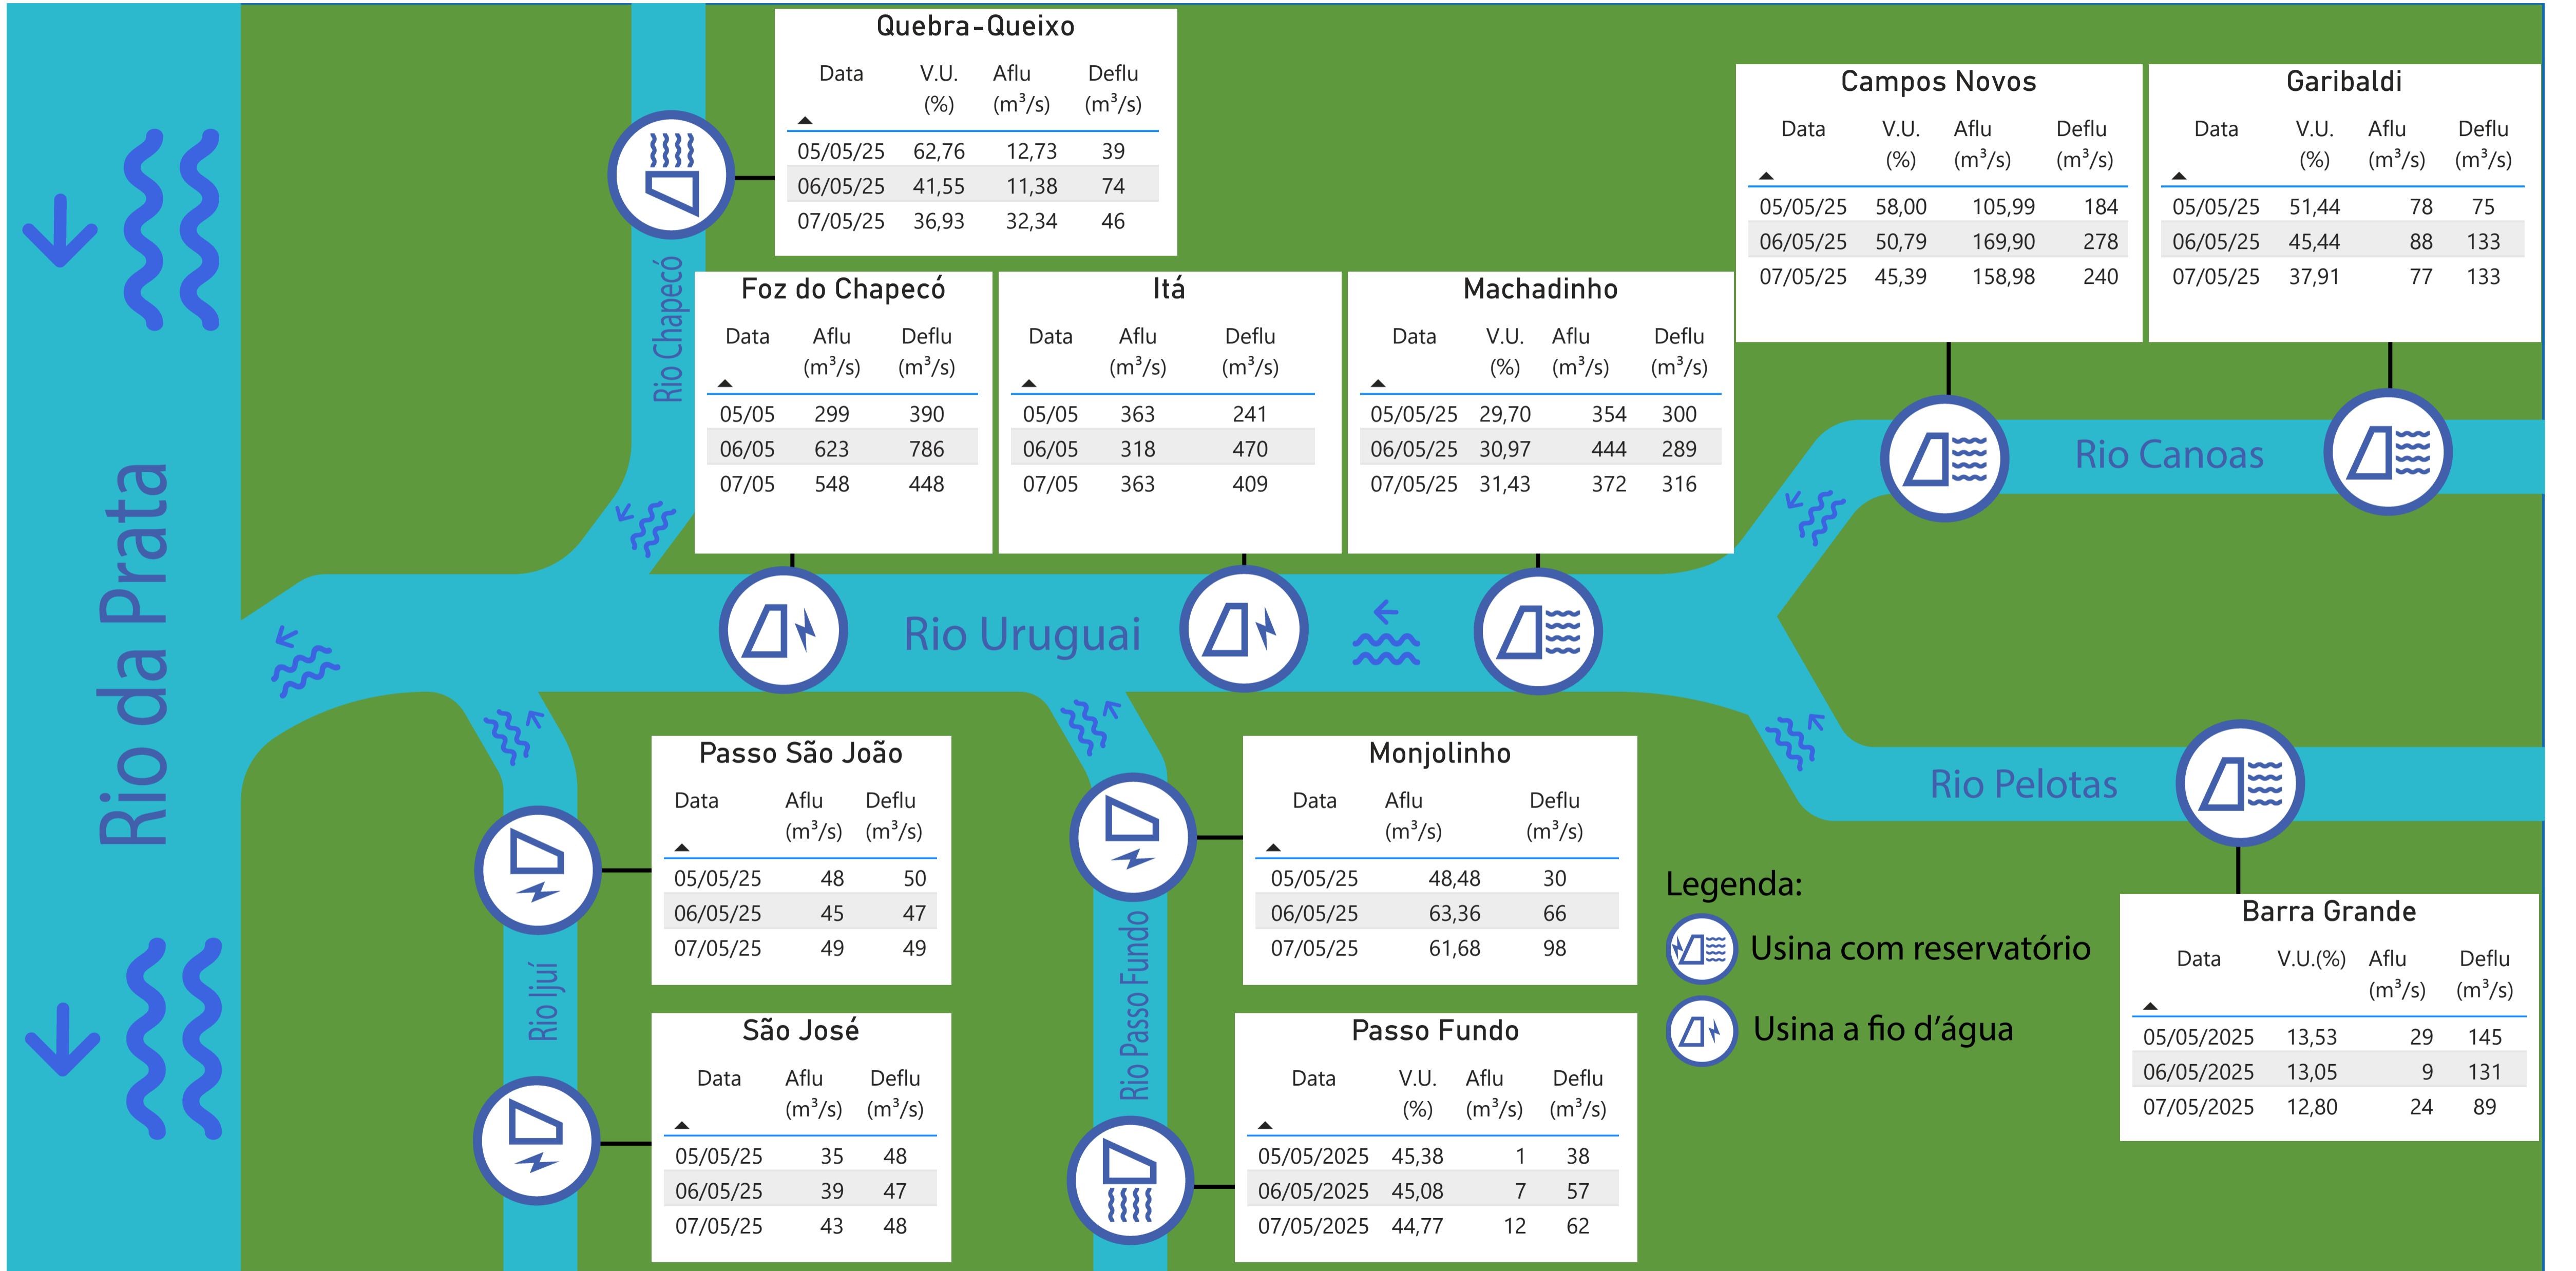 Quebra-Queixo
Data V.U. (%) Aflu (m³/s) Deflu (m³/s)
05/05/25 62,76 12,73 39
06/05/25 41,55 11,38 74
07/05/25 36,93 32,34 46
Campos Novos
Data V.U. (%) Aflu (m³/s) Deflu (m³/s)
05/05/25 58,00 105,99 184
06/05/25 50,79 169,90 278
07/05/25 45,39 158,98 240
Garibaldi
Data V.U. (%) Aflu (m³/s) Deflu (m³/s)
05/05/25 51,44 78 75
06/05/25 45,44 88 133
07/05/25 37,91 77 133
Rio Chapecó
Foz do Chapecó
Data Aflu (m³/s) Deflu (m³/s)
05/05 299 390
06/05 623 786
07/05 548 448
Itá
Data Aflu (m³/s) Deflu (m³/s)
05/05 363 241
06/05 318 470
07/05 363 409
Machadinho
Data V.U. (%) Aflu (m³/s) Deflu (m³/s)
05/05/25 29,70 354 300
06/05/25 30,97 444 289
07/05/25 31,43 372 316
Rio Canoas
Rio da Prata
Rio Uruguai
Rio Pelotas
Passo São João
Data Aflu (m³/s) Deflu (m³/s)
05/05/25 48 50
06/05/25 45 47
07/05/25 49 49
Monjolinho
Data Aflu (m³/s) Deflu (m³/s)
05/05/25 48,48 30
06/05/25 63,36 66
07/05/25 61,68 98
Rio Ijuí
Rio Passo Fundo
Legenda:
Usina com reservatório
Usina a fio d’água
Barra Grande
Data V.U.(%) Aflu (m³/s) Deflu (m³/s)
05/05/2025 13,53 29 145
06/05/2025 13,05 9 131
07/05/2025 12,80 24 89
São José
Data Aflu (m³/s) Deflu (m³/s)
05/05/25 35 48
06/05/25 39 47
07/05/25 43 48
Passo Fundo
Data V.U. (%) Aflu (m³/s) Deflu (m³/s)
05/05/2025 45,38 1 38
06/05/2025 45,08 7 57
07/05/2025 44,77 12 62